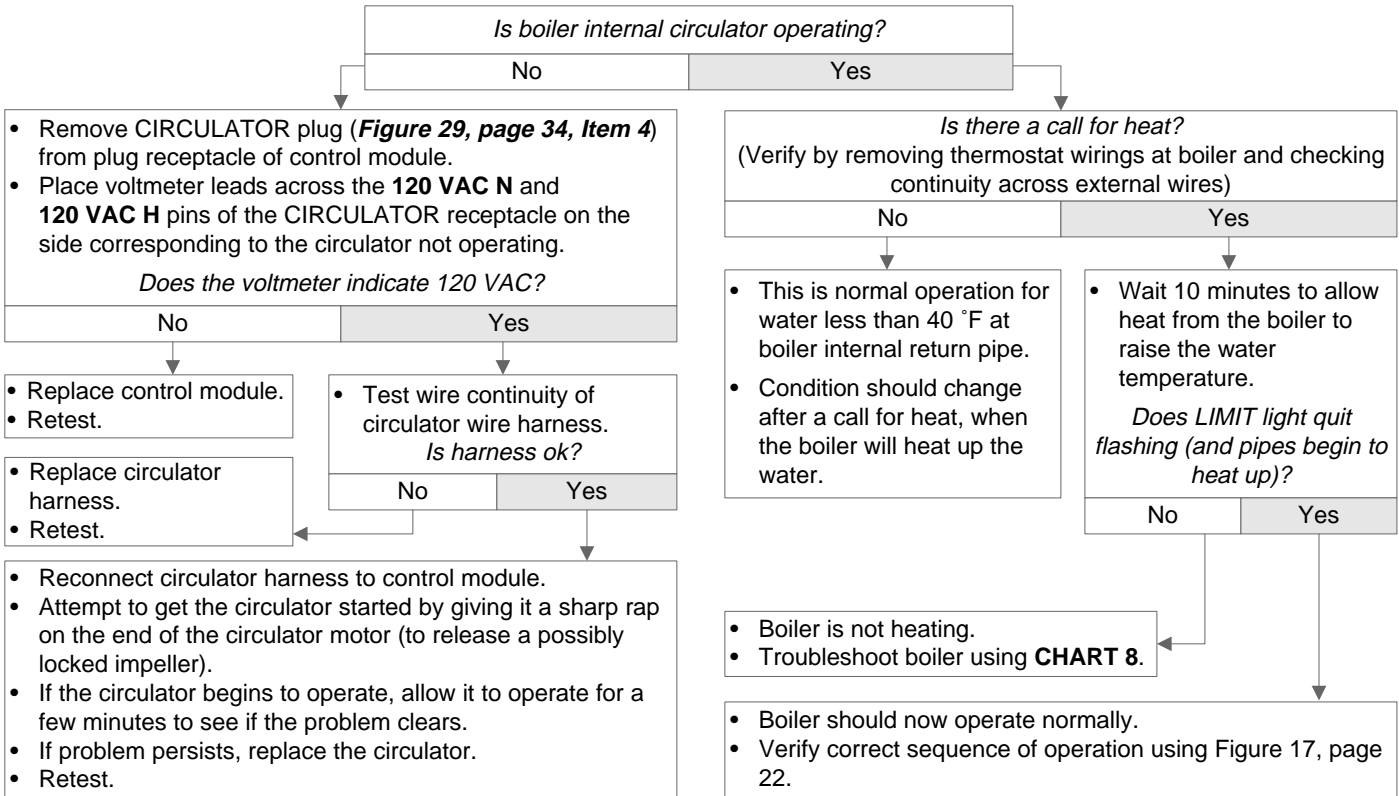 Is boiler internal circulator operating?
No
Yes
• Remove CIRCULATOR plug (Figure 29, page 34, Item 4)
from plug receptacle of control module.
• Place voltmeter leads across the 120 VAC N and
120 VAC H pins of the CIRCULATOR receptacle on the
side corresponding to the circulator not operating.
Does the voltmeter indicate 120 VAC?
No
Yes
• Replace control module.
• Retest.
• Test wire continuity of
circulator wire harness.
Is harness ok?
No
Yes
• Replace circulator
harness.
• Retest.
• Reconnect circulator harness to control module.
• Attempt to get the circulator started by giving it a sharp rap
on the end of the circulator motor (to release a possibly
locked impeller).
• If the circulator begins to operate, allow it to operate for a
few minutes to see if the problem clears.
• If problem persists, replace the circulator.
• Retest.
Is there a call for heat?
(Verify by removing thermostat wirings at boiler and checking
continuity across external wires)
No
Yes
• This is normal operation for
water less than 40 ˚F at
boiler internal return pipe.
• Condition should change
after a call for heat, when
the boiler will heat up the
water.
• Wait 10 minutes to allow
heat from the boiler to
raise the water
temperature.
Does LIMIT light quit
flashing (and pipes begin to
heat up)?
No
Yes
• Boiler is not heating.
• Troubleshoot boiler using CHART 8.
• Boiler should now operate normally.
• Verify correct sequence of operation using Figure 17, page
22.